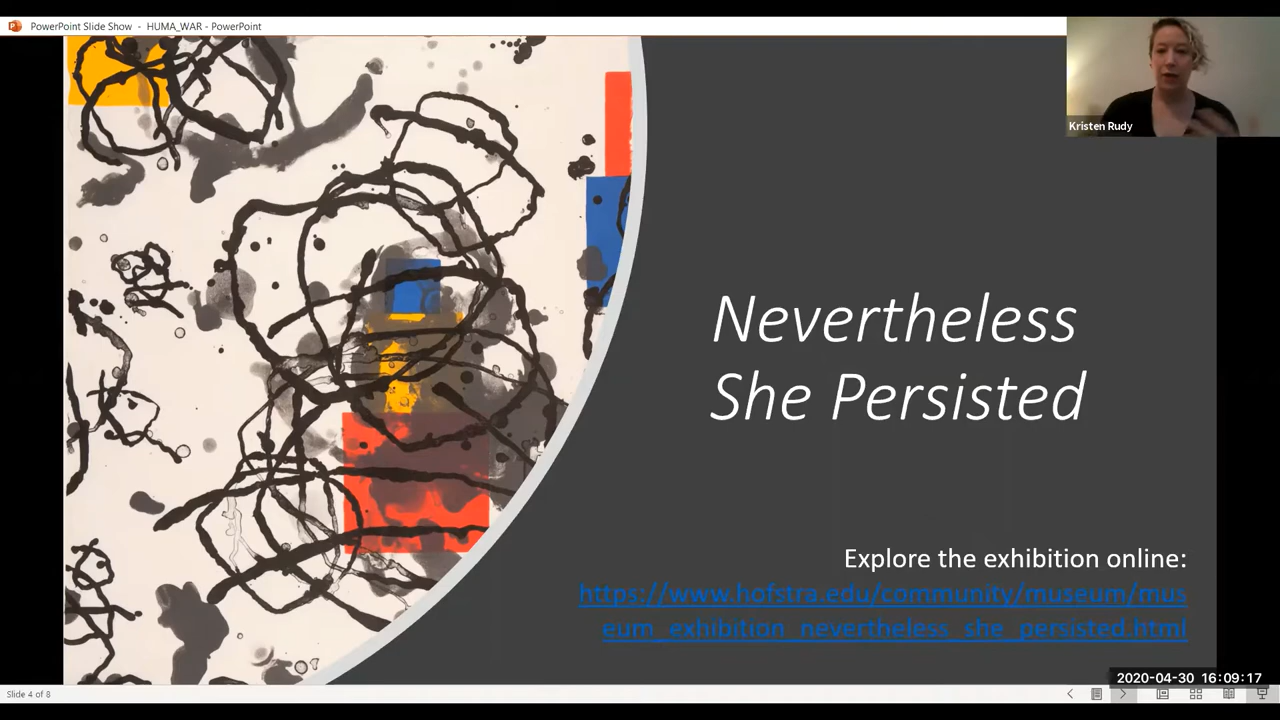 PowerPoint Slide Show - HUMA_WAR - PowerPoint
Kristen Rudy
Nevertheless
She Persisted
Explore the exhibition online:
https://www.hofstra.edu/community/museum/mus
eum_exhibition_nevertheless_she_persisted.html
2020-04-30 16:09:17
Slide 4 of 8